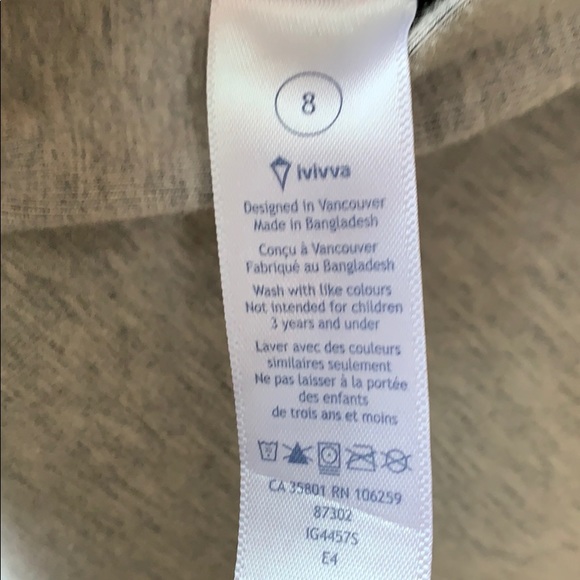 8
ivivva
Designed in Vancouver
Made in Bangladesh
Conçu à Vancouver
Fabriqué au Bangladesh
Wash with like colours
Not intended for children
3 years and under
Laver avec des couleurs
similaires seulement
Ne pas laisser à la portée
des enfants
de trois ans et moins
CA 35801 RN 106259
87302
IG4457S
E4